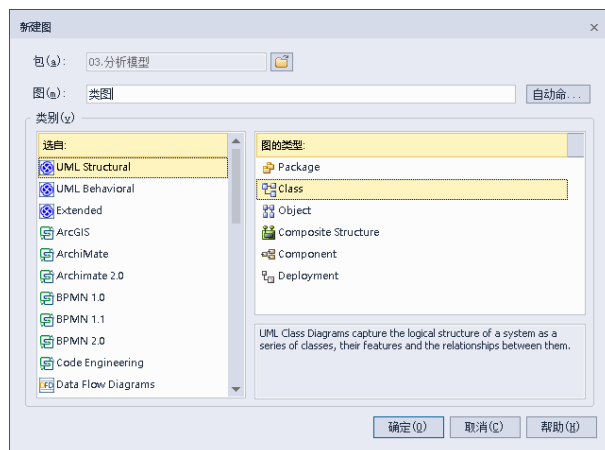 新建图
包(a):
03.分析模型
图(m):
类图
自动命...
类别(y)
选自:
UML Structural
UML Behavioral
Extended
ArcGIS
ArchiMate
Archimate 2.0
BPMN 1.0
BPMN 1.1
BPMN 2.0
Code Engineering
DFD Data Flow Diagrams
图的类型:
Package
Class
Object
Composite Structure
Component
Deployment
UML Class Diagrams capture the logical structure of a system as a
series of classes, their features and the relationships between them.
确定(O)
取消(C)
帮助(H)